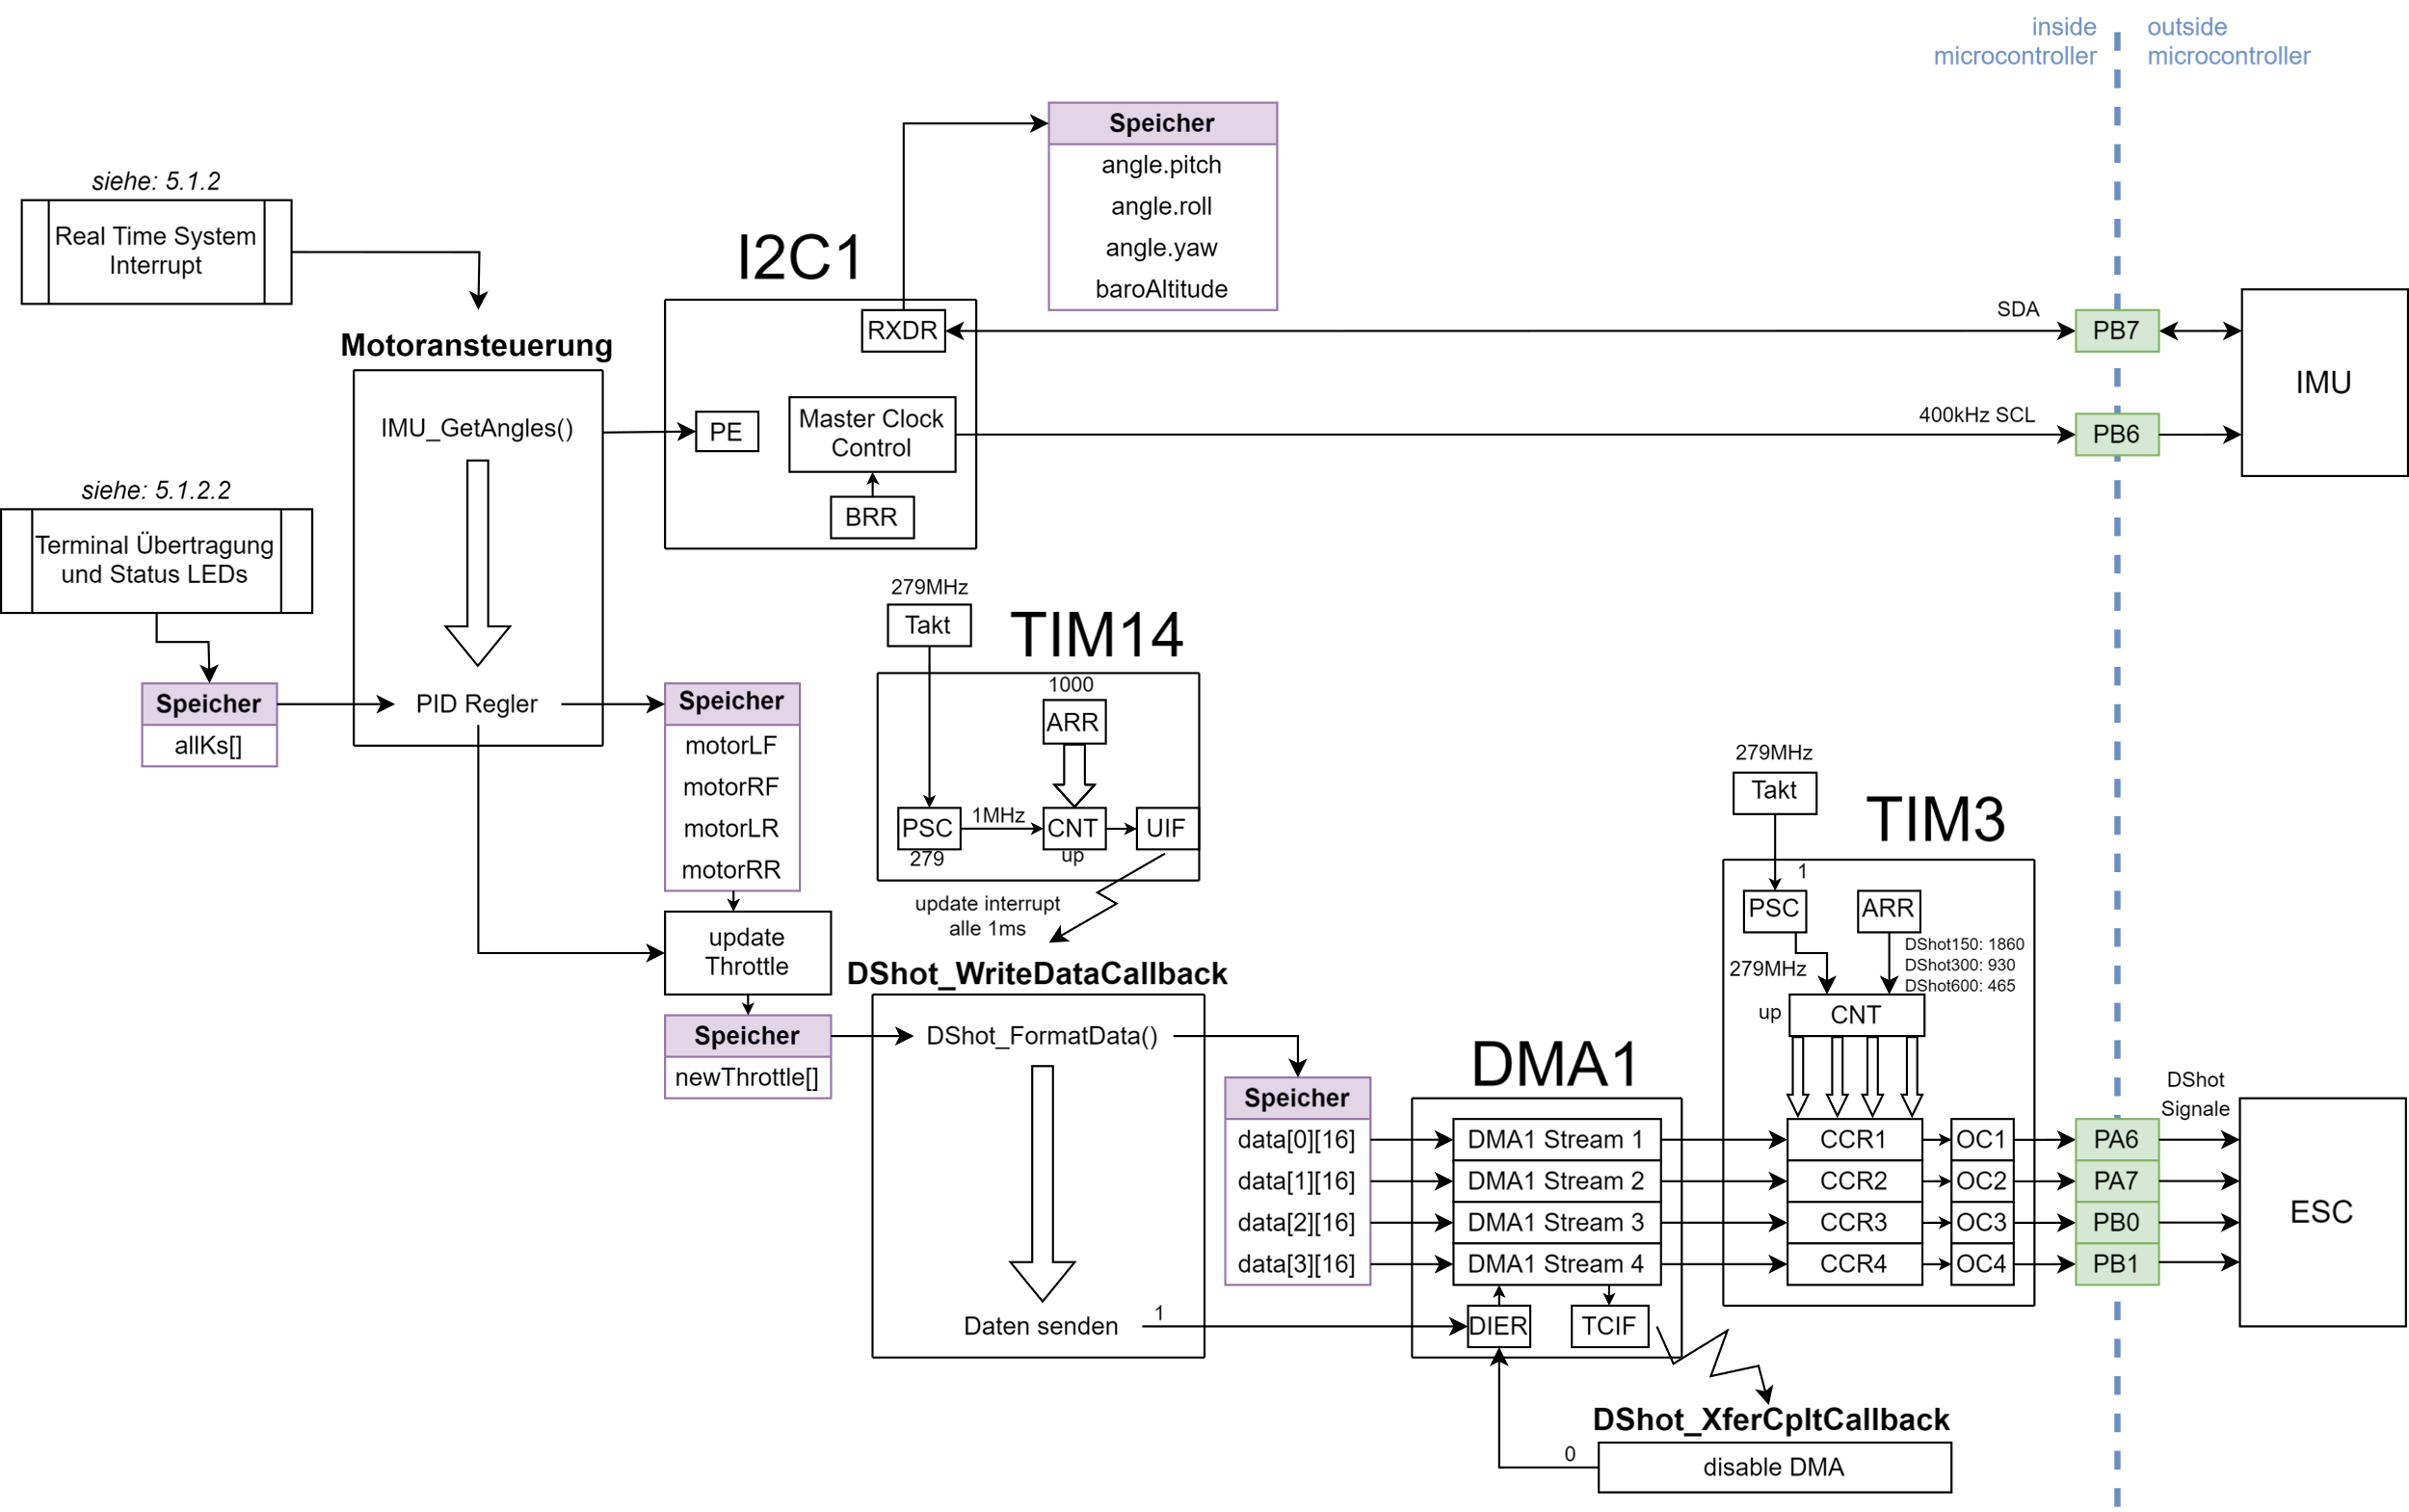 inside
microcontroller
outside
microcontroller
Speicher
angle.pitch
angle.roll
angle.yaw
baroAltitude
siehe: 5.1.2
Real Time System
Interrupt
I2C1
RXDR
SDA
PB7
IMU
Motoransteuerung
IMU_GetAngles()
PE
Master Clock
Control
BRR
400kHz SCL
PB6
siehe: 5.1.2.2
Terminal Übertragung
und Status LEDs
Speicher
allKs[]
PID Regler
Speicher
motorLF
motorRF
motorLR
motorRR
update
Throttle
Speicher
newThrottle[]
279MHz
Takt
TIM14
1000
ARR
PSC
279
1MHz
CNT
up
UIF
update interrupt
alle 1ms
DShot_WriteDataCallback
DShot_FormatData()
Daten senden
1
Speicher
data[0][16]
data[1][16]
data[2][16]
data[3][16]
DMA1
DMA1 Stream 1
DMA1 Stream 2
DMA1 Stream 3
DMA1 Stream 4
DIER
TCIF
279MHz
Takt
TIM3
1
PSC
ARR
279MHz
DShot150: 1860
DShot300: 930
DShot600: 465
up
CNT
CCR1
CCR2
CCR3
CCR4
OC1
OC2
OC3
OC4
DShot
Signale
PA6
PA7
PB0
PB1
ESC
DShot_XferCpltCallback
0
disable DMA